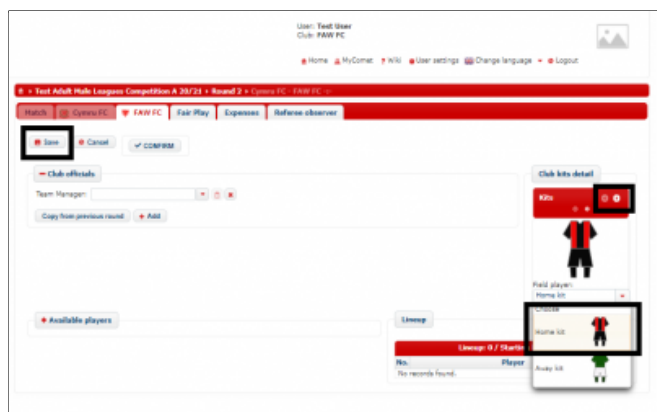 User: Test User
Club: FAW FC
Home MyComet Wiki User settings Change language Logout
Test Adult Male Leagues Competition A 20/21 Round 2 Cymru FC - FAW FC
Match Cymru FC FAW FC Fair Play Expenses Referee observer
Save Cancel CONFIRM
Club officials
Team Manager:
Copy from previous round Add
Club kits detail
Kits
Field player:
Home kit
Choose
Home kit
Away kit
Available players
Lineup
Lineup: 0 / Startin
No. Player
No records found.